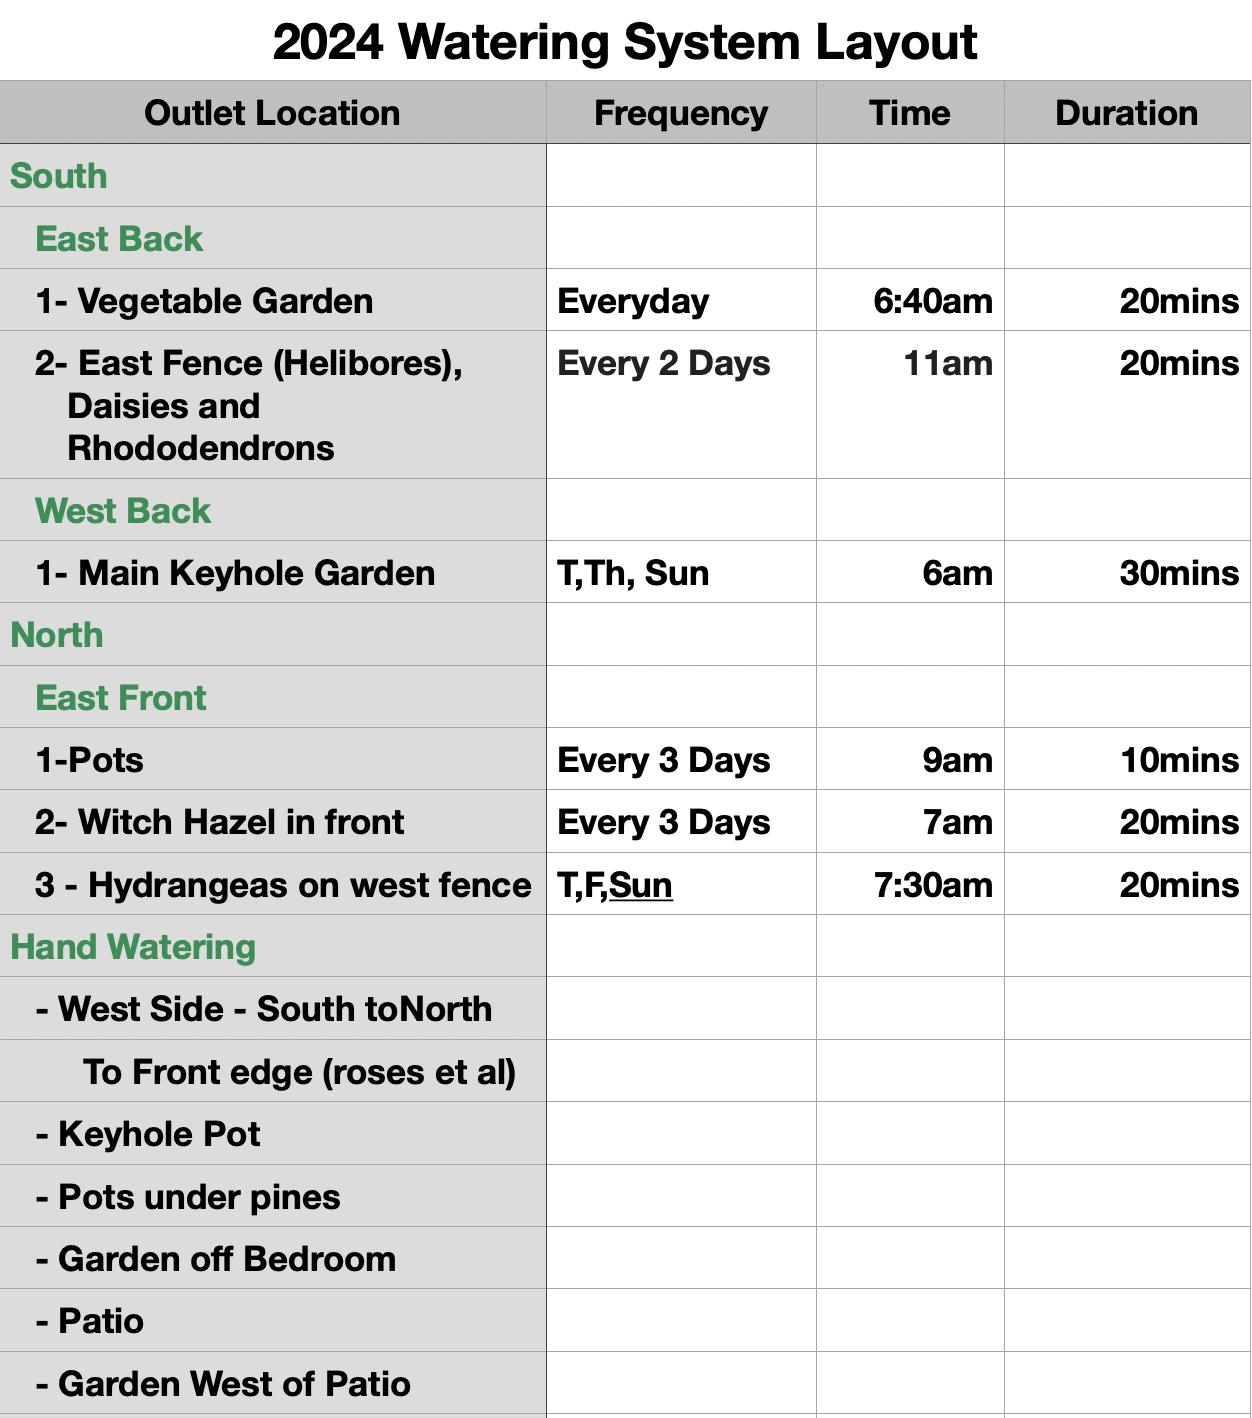 2024 Watering System Layout
Outlet Location Frequency Time Duration
South
East Back
1- Vegetable Garden Everyday 6:40am 20mins
2- East Fence (Helibores), Every 2 Days 11am 20mins
Daisies and
Rhododendrons
West Back
1- Main Keyhole Garden T,Th, Sun 6am 30mins
North
East Front
1-Pots Every 3 Days 9am 10mins
2- Witch Hazel in front Every 3 Days 7am 20mins
3 - Hydrangeas on west fence T,F,Sun 7:30am 20mins
Hand Watering
- West Side - South toNorth
To Front edge (roses et al)
- Keyhole Pot
- Pots under pines
- Garden off Bedroom
- Patio
- Garden West of Patio